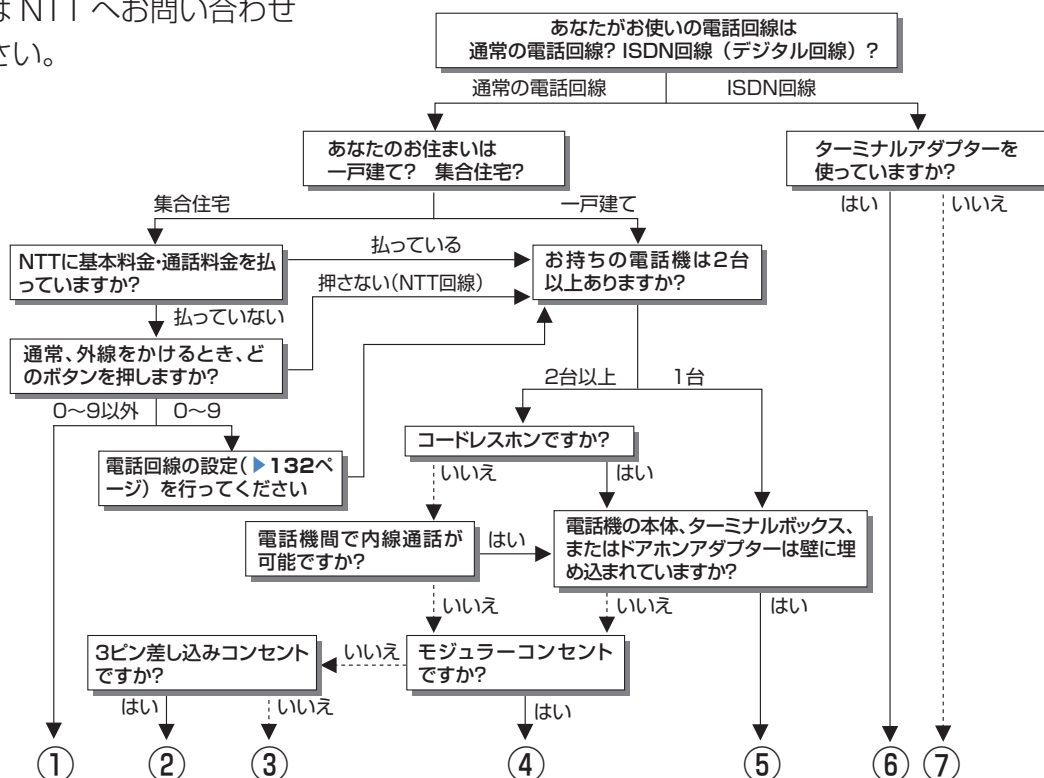 は NTT へお問い合わせ
さい。
あなたがお使いの電話回線は
通常の電話回線? ISDN回線（デジタル回線）?
通常の電話回線
ISDN回線
あなたのお住まいは
一戸建て? 集合住宅?
ターミナルアダプターを
使っていますか?
集合住宅
一戸建て
はい
いいえ
NTTに基本料金・通話料金を払
っていますか?
払っている
お持ちの電話機は2台
以上ありますか?
押さない(NTT回線)
払っていない
通常、外線をかけるとき、ど
のボタンを押しますか?
2台以上
1台
0〜9以外
0〜9
コードレスホンですか?
電話回線の設定(▶132ペ
ージ）を行ってください
いいえ
はい
電話機間で内線通話が
可能ですか?
はい
電話機の本体、ターミナルボックス、
またはドアホンアダプターは壁に埋
め込まれていますか?
いいえ
いいえ
はい
3ピン差し込みコンセント
ですか?
いいえ
モジュラーコンセント
ですか?
はい
いいえ
はい
① ② ③ ④ ⑤ ⑥ ⑦